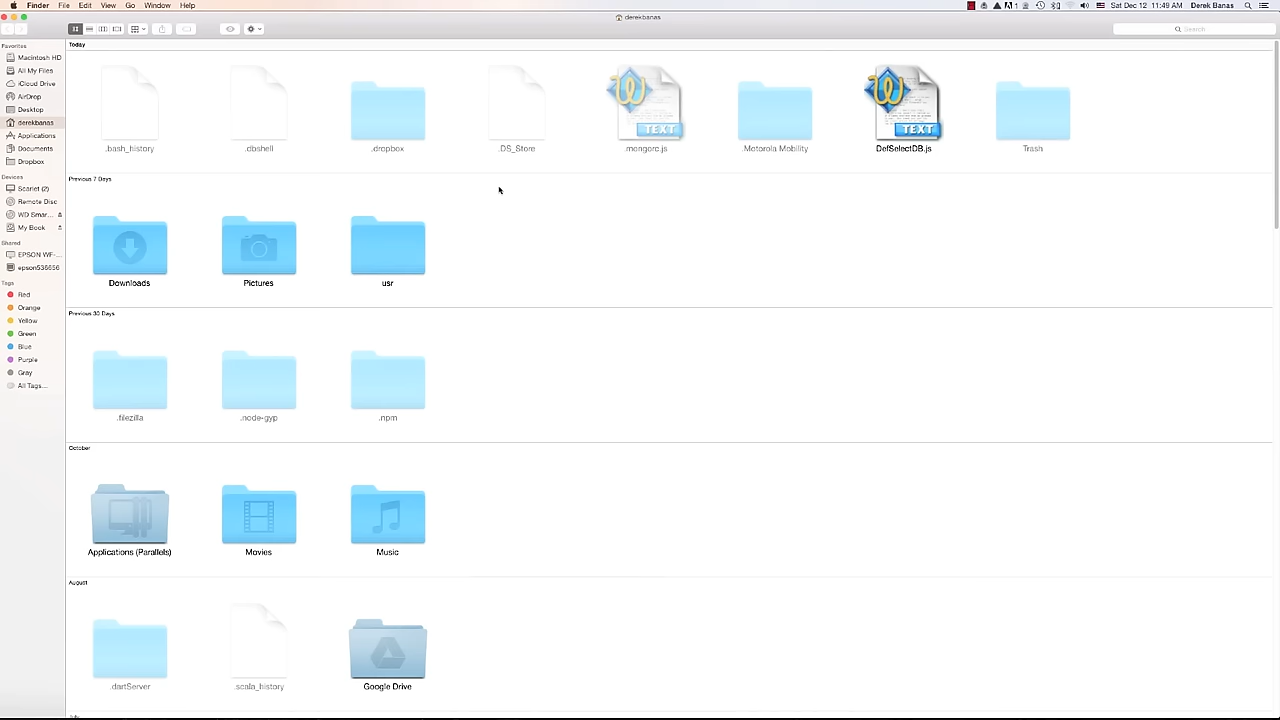 Finder File Edit View Go Window Help
1 Sat Dec 12 11:49 AM Derek Banas
derekbanas
Search
Favorites
Macintosh HD
All My Files
iCloud Drive
AirDrop
Desktop
derekbanas
Applications
Documents
Dropbox
Devices
Scarlet (2)
Remote Disc
WD Smar...
My Book
Shared
EPSON WF-...
epson536656
Tags
Red
Orange
Yellow
Green
Blue
Purple
Gray
All Tags...
Today
TEXT TEXT
.bash_history .dbshell .dropbox .DS_Store .mongorc.js .Motorola Mobility DefSelectDB.js Trash
Previous 7 Days
Downloads Pictures usr
Previous 30 Days
.filezilla .node-gyp .npm
October
Applications (Parallels) Movies Music
August
.dartServer .scala_history Google Drive